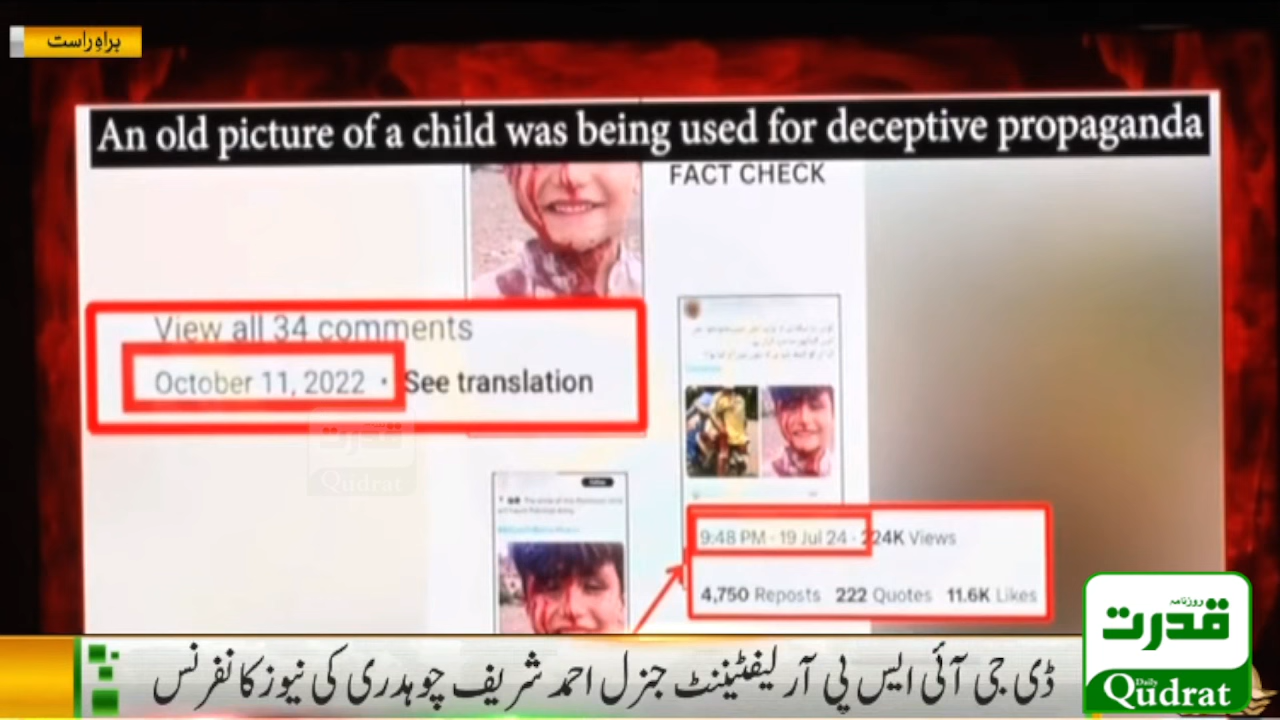 براہِ راست
An old picture of a child was being used for deceptive propaganda
FACT CHECK
View all 34 comments
October 11, 2022 · See translation
9:48 PM · 19 Jul 24 · 224K Views
4,750 Reposts 222 Quotes 11.6K Likes
قدرت
Qudrat
ڈی جی آئی ایس پی آر لیفٹیننٹ جنرل احمد شریف چوہدری کی نیوز کانفرنس
روزنامہ
قدرت
Daily
Qudrat